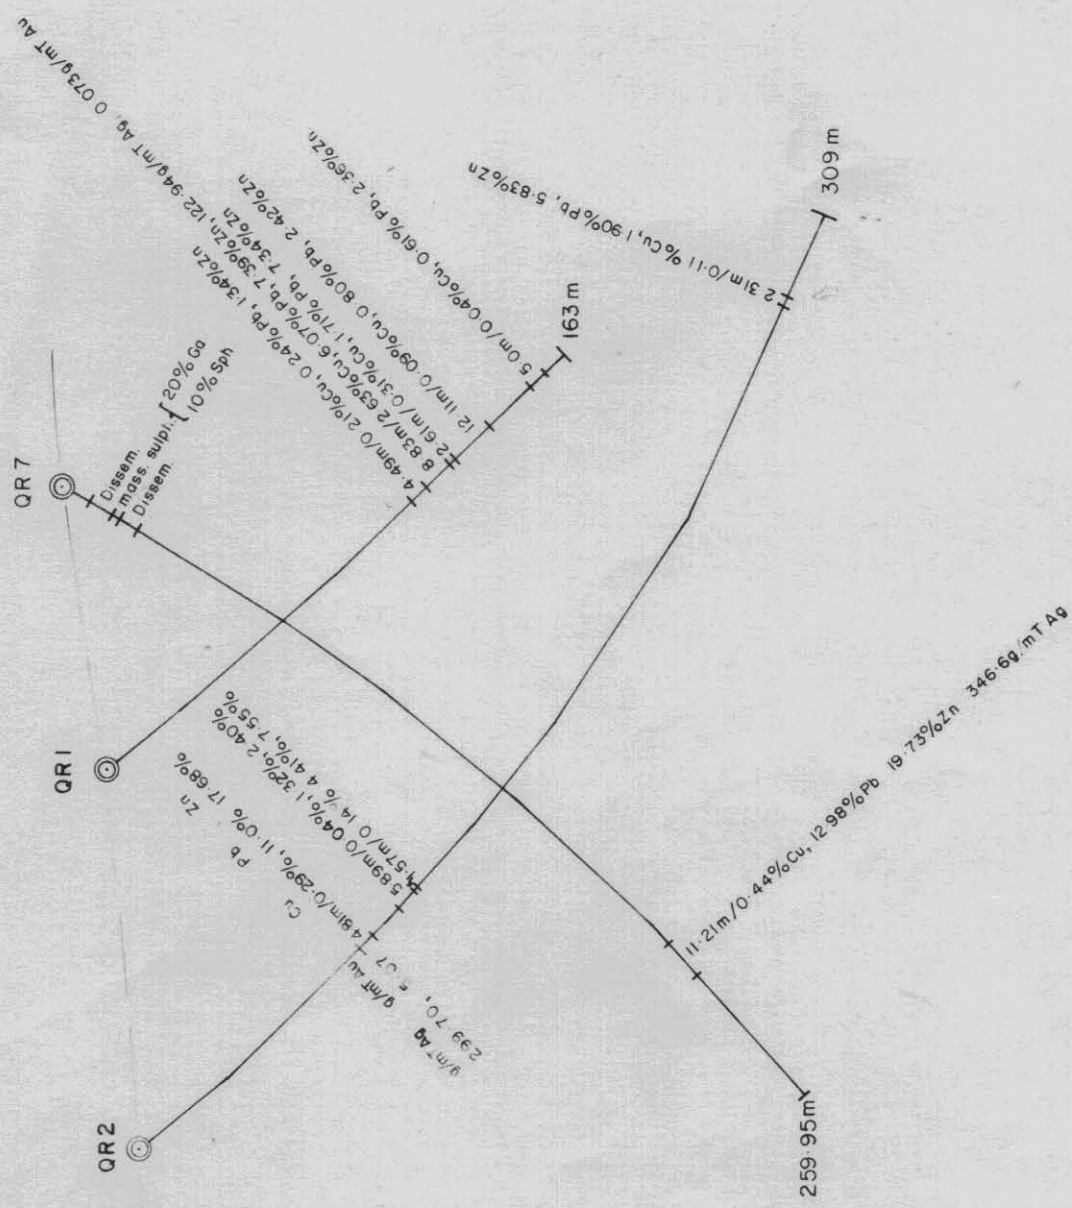 QR 7
Dissem.
mass. sulph. { 20% Ga
10% Sph
Dissem.
QR 1
4·49m/0 21%Cu, 0 24%Pb, 1·34%Zn
8·83m/2 63%Cu, 6·07%Pb, 7·39%Zn, 122·94g/mT Ag, 0 073g/mT Au
2·61m/0·31%Cu, 1·71% Pb, 7·34%Zn
12 11m/0·09%Cu, 0 80%Pb, 2·42%Zn
5·0m/0·04%Cu, 0·61% Pb, 2·36%Zn
163 m
QR2
Cu Pb Zn
4 81m/0·29%, 11·0% 17·68%
g/mT Ag g/mT Au
299 70,
5·89m/0·04%, 1 32%, 2 40%
1·57m/0 14% 4 41%, 7·55%
2 31m/0·11 %Cu, 1·90%Pb, 5·83%Zn
309 m
11·21m/0·44%Cu, 12 98%Pb 19·73%Zn 346·6g/mT Ag
259·95m